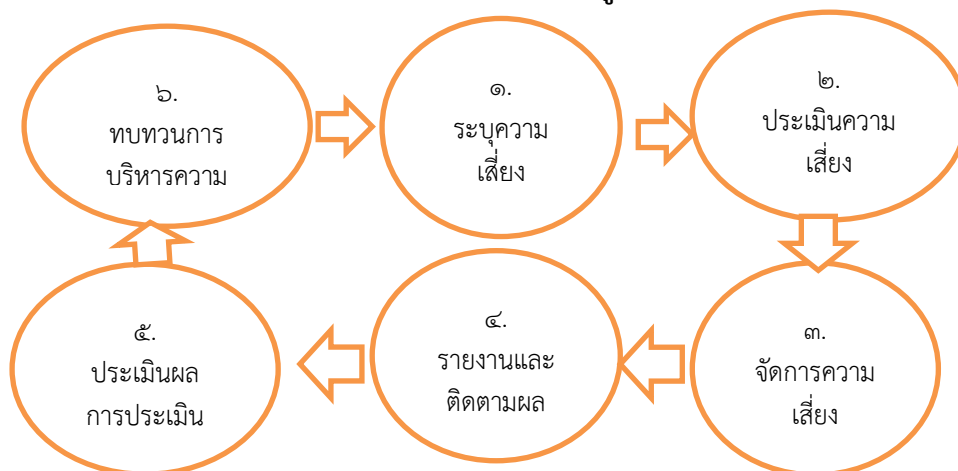 ๑.
ระบุความ
เสี่ยง
๒.
ประเมินความ
เสี่ยง
๓.
จัดการความ
เสี่ยง
๔.
รายงานและ
ติดตามผล
๕.
ประเมินผล
การประเมิน
๖.
ทบทวนการ
บริหารความ